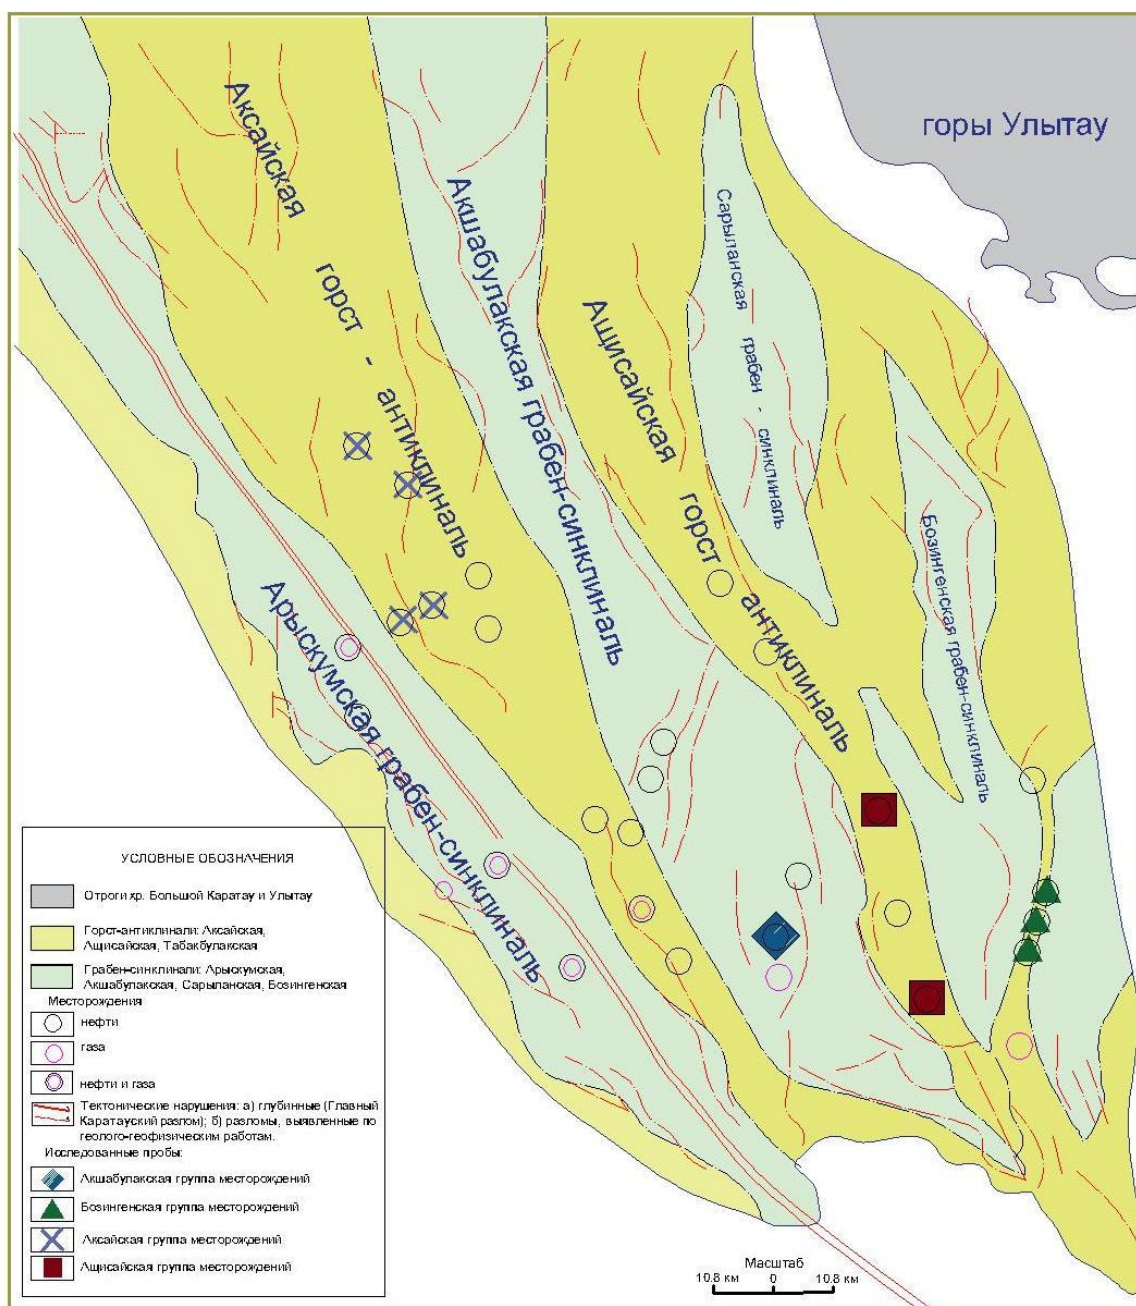 горы Улытау
Аксайская
горст - антиклиналь
Акшабулакская грабен-синклиналь
Ащисайская
горст
антиклиналь
Сарыланская
грабен - синклиналь
Бозингенская грабен-синклиналь
Арыскумская грабен-синклиналь
УСЛОВНЫЕ ОБОЗНАЧЕНИЯ
Отроги хр. Большой Каратау и Улытау
Горст-антиклинали: Аксайская,
Ащисайская, Табакбулакская
Грабен-синклинали: Арыскумская,
Акшабулакская, Сарыланская, Бозингенская
Месторождения
нефти
газа
нефти и газа
Тектонические нарушения: а) глубинные (Главный
Каратауский разлом); б) разломы, выявленные по
геолого-геофизическим работам.
Исследованные пробы:
Акшабулакская группа месторождений
Бозингенская группа месторождений
Аксайская группа месторождений
Ащисайская группа месторождений
Масштаб
10.8 км 0 10.8 км